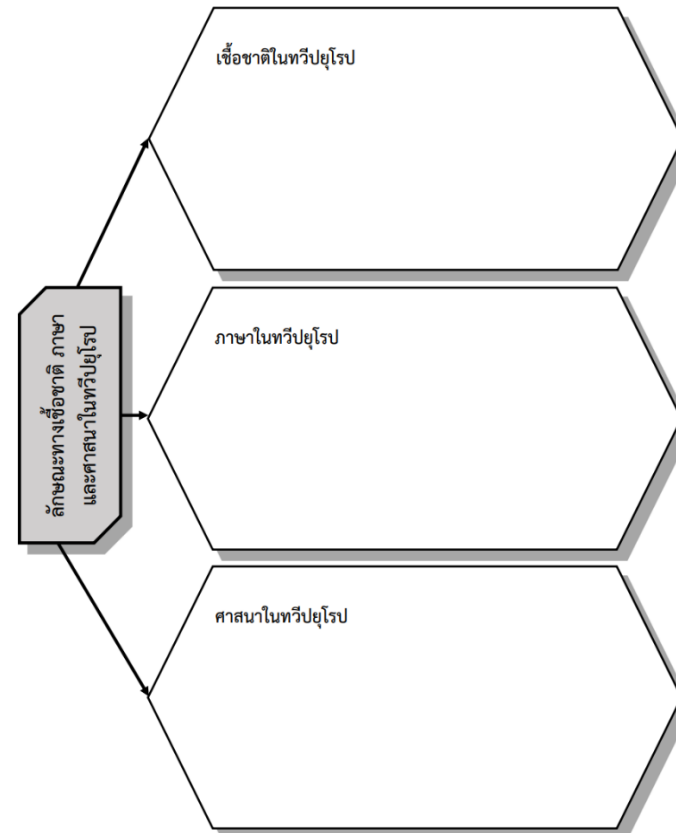 เชื้อชาติในทวีปยุโรป
ลักษณะทางเชื้อชาติ ภาษา
และศาสนาในทวีปยุโรป
ภาษาในทวีปยุโรป
ศาสนาในทวีปยุโรป